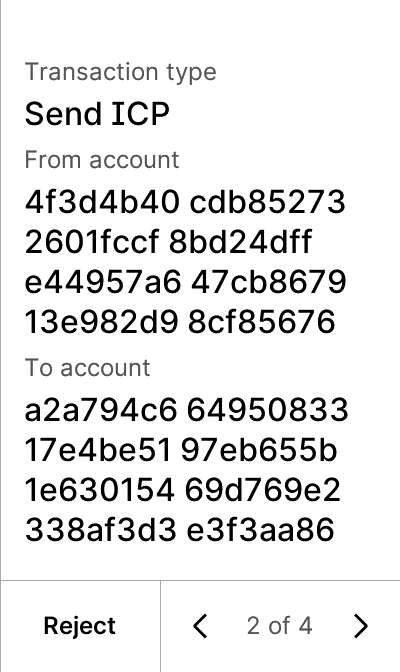 Transaction type
Send ICP
From account
4f3d4b40 cdb85273
2601fccf 8bd24dff
e44957a6 47cb8679
13e982d9 8cf85676
To account
a2a794c6 64950833
17e4be51 97eb655b
1e630154 69d769e2
338af3d3 e3f3aa86
Reject
2 of 4